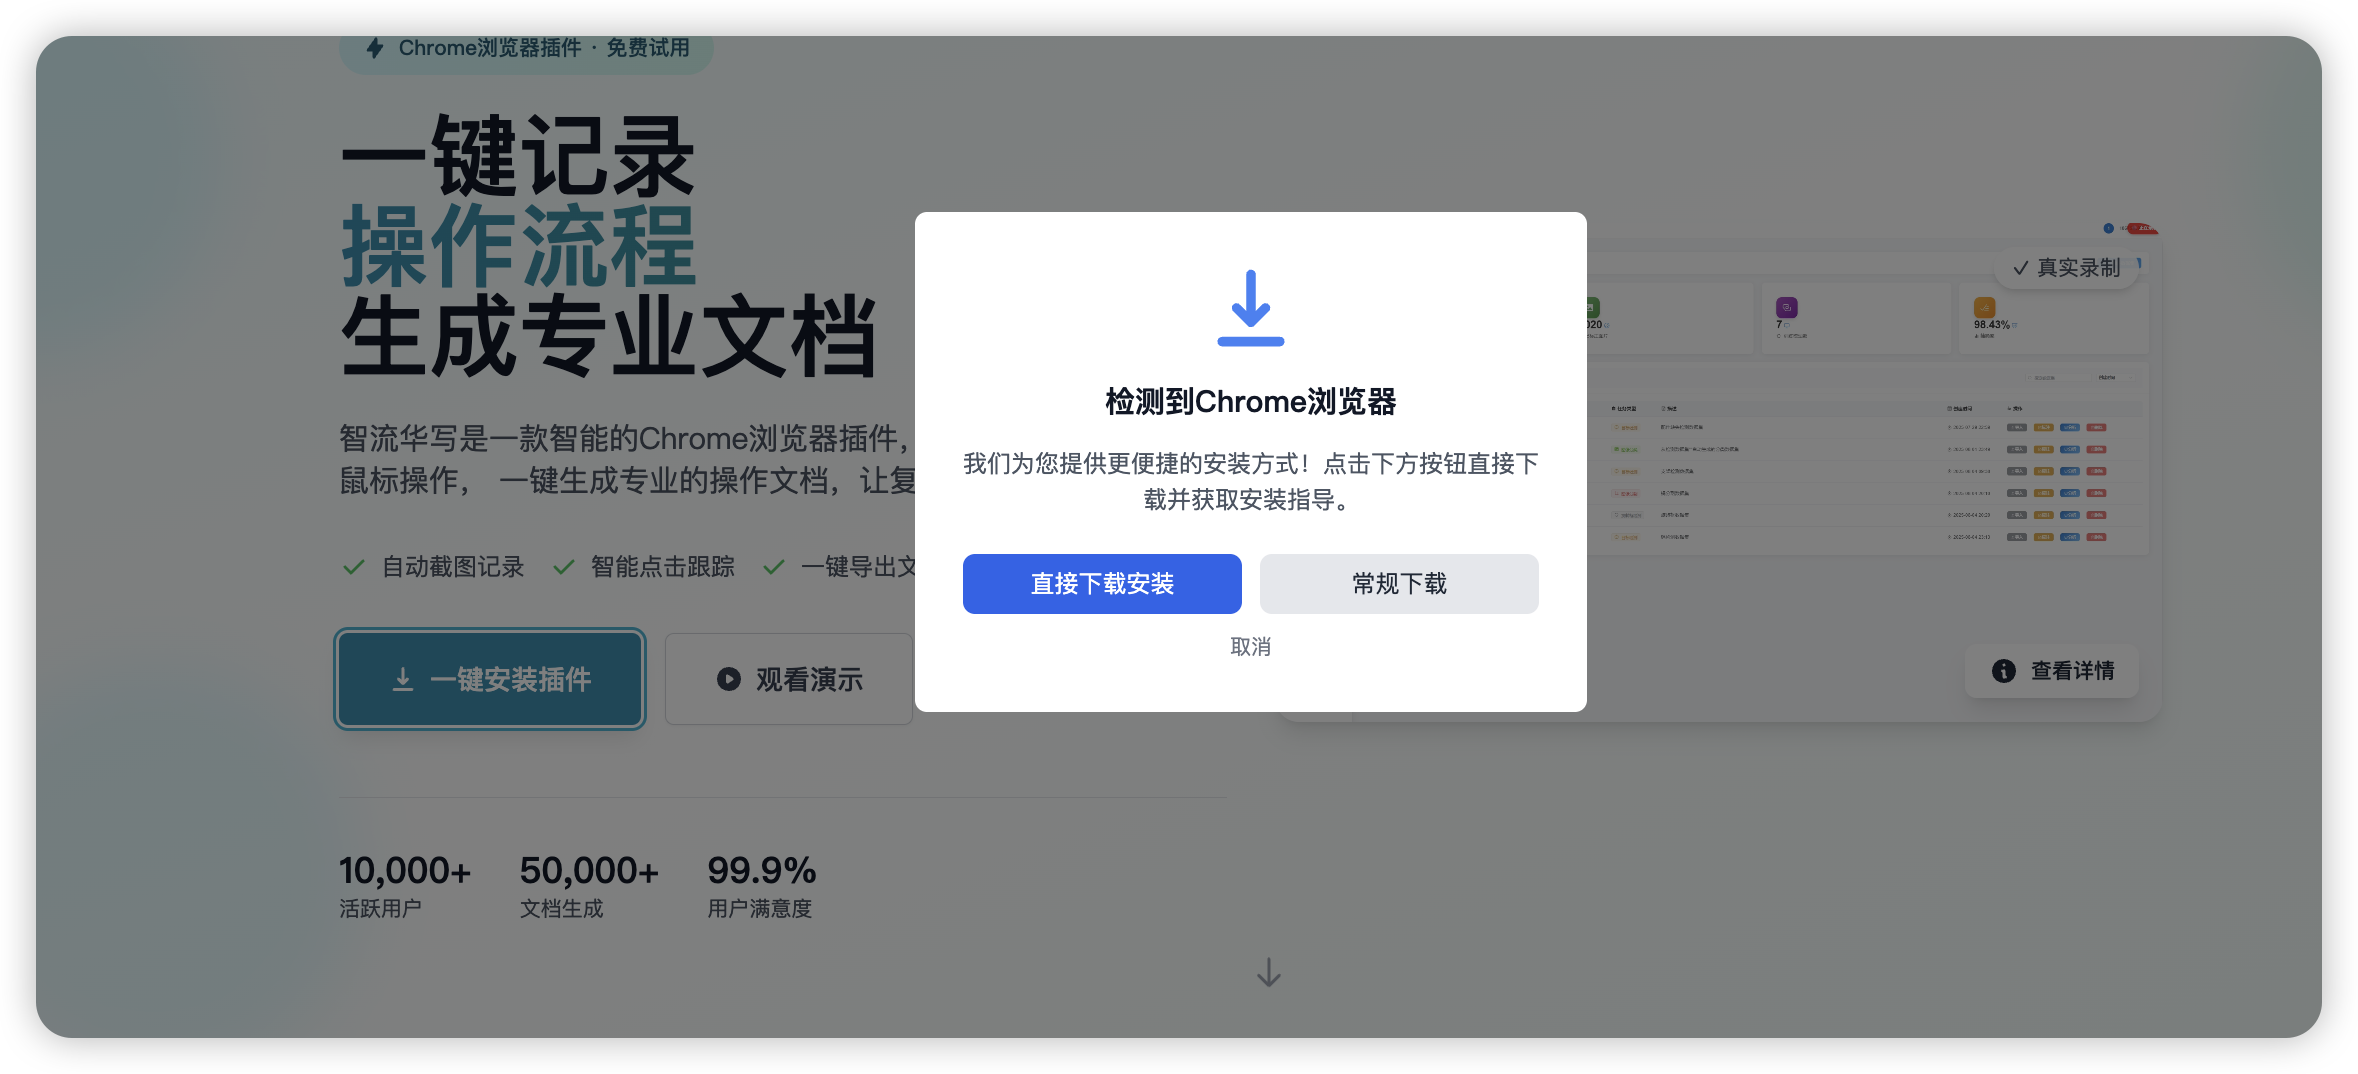 Chrome浏览器插件 · 免费试用
一键记录
操作流程
生成专业文档
智流华写是一款智能的Chrome浏览器插件，
鼠标操作， 一键生成专业的操作文档，让复
自动截图记录
智能点击跟踪
一键导出文
一键安装插件
观看演示
10,000+
50,000+
99.9%
活跃用户
文档生成
用户满意度
检测到Chrome浏览器
我们为您提供更便捷的安装方式！点击下方按钮直接下
载并获取安装指导。
直接下载安装
常规下载
取消
真实录制
020
7
98.43%
查看详情